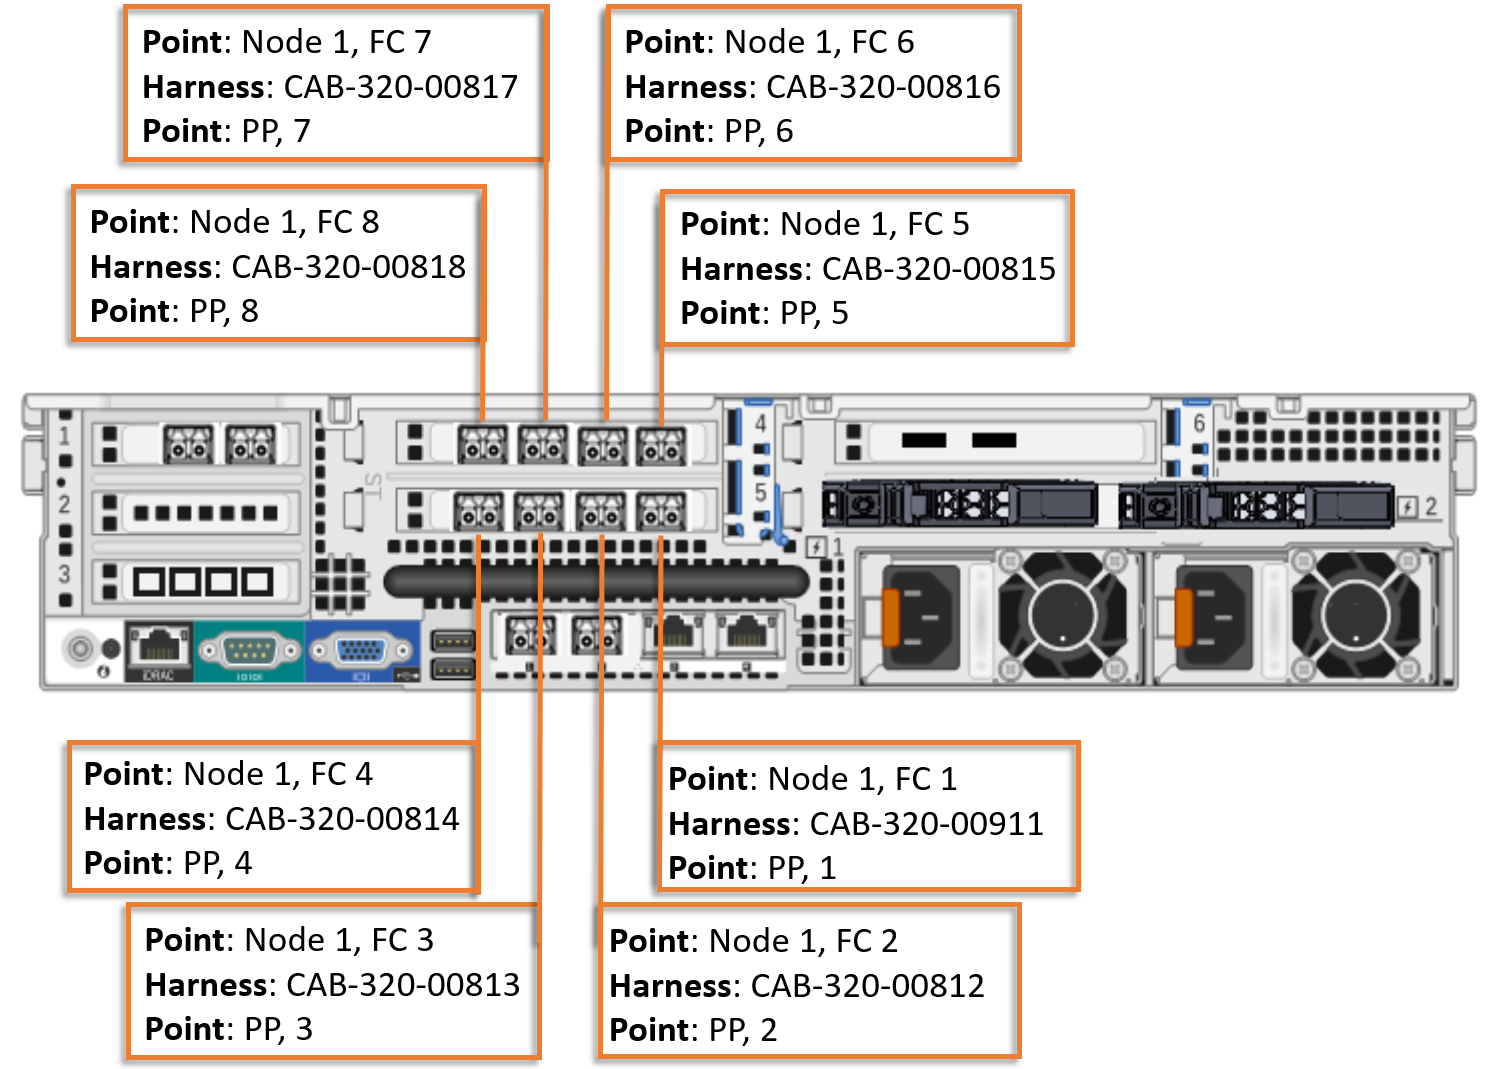 Point: Node 1, FC 7
Harness: CAB-320-00817
Point: PP, 7
Point: Node 1, FC 6
Harness: CAB-320-00816
Point: PP, 6
Point: Node 1, FC 8
Harness: CAB-320-00818
Point: PP, 8
Point: Node 1, FC 5
Harness: CAB-320-00815
Point: PP, 5
1
2
3
4
5
6
1
2
iDRAC
Point: Node 1, FC 4
Harness: CAB-320-00814
Point: PP, 4
Point: Node 1, FC 1
Harness: CAB-320-00911
Point: PP, 1
Point: Node 1, FC 3
Harness: CAB-320-00813
Point: PP, 3
Point: Node 1, FC 2
Harness: CAB-320-00812
Point: PP, 2